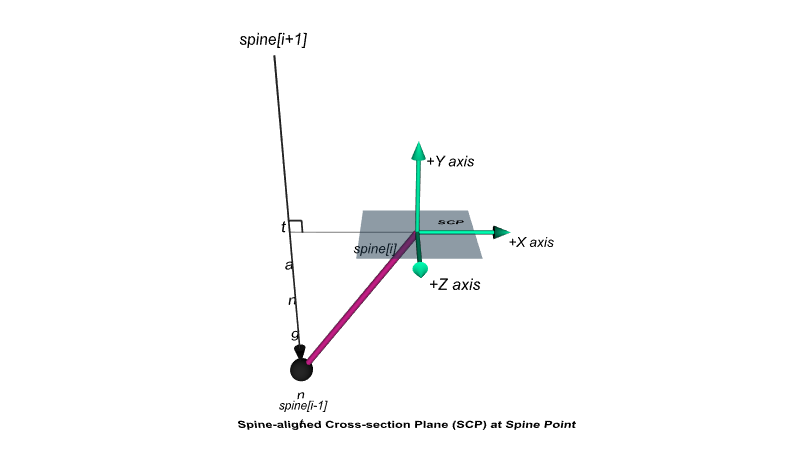 spine[i+1]
+Y axis
SCP
t
+X axis
spine[i]
a
+Z axis
n
g
n
spine[i-1]
Spine-aligned Cross-section Plane (SCP) at Spine Point